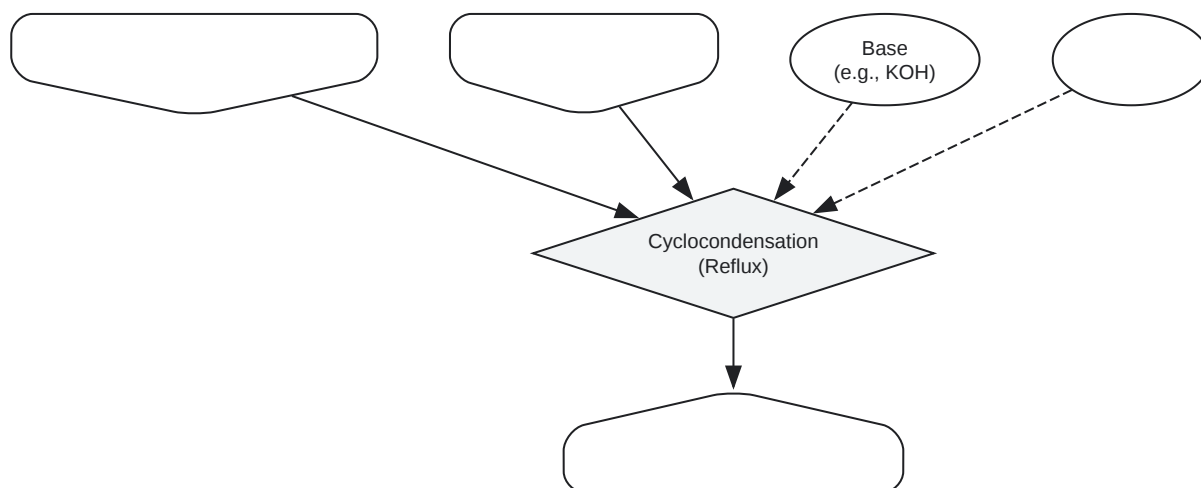 Base
(e.g., KOH)
Cyclocondensation
(Reflux)